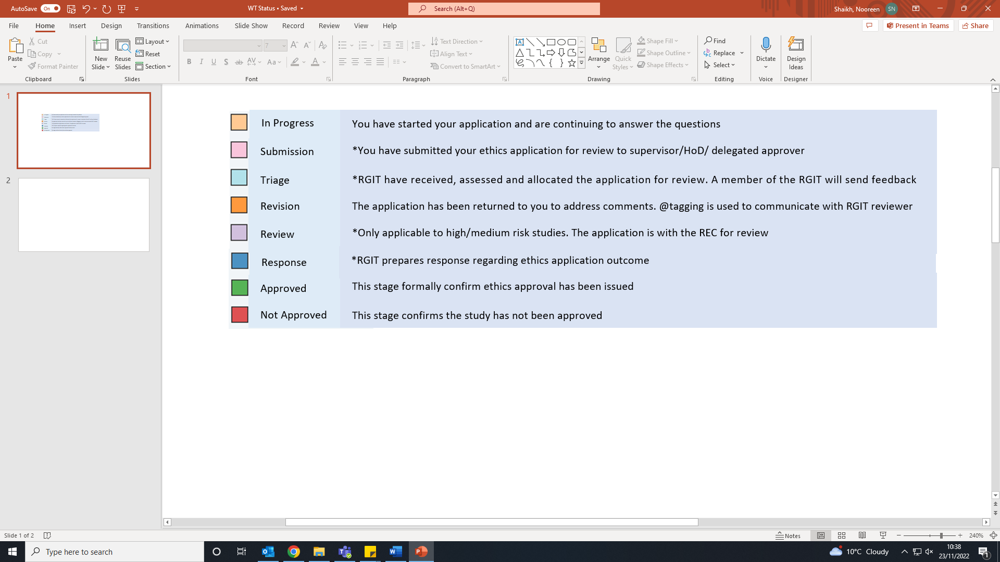 AutoSave On WT Status • Saved Search (Alt+Q) Shaikh, Nooreen SN
File Home Insert Design Transitions Animations Slide Show Record Review View Help Present in Teams Share
Paste Cut Copy Format Painter Clipboard
New Slide Reuse Slides Layout Reset Section Slides
7 Aa Font
Text Direction Align Text Convert to SmartArt Paragraph
Arrange Quick Styles Shape Fill Shape Outline Shape Effects Drawing
Find Replace Select Editing
Dictate Voice
Design Ideas Designer
1
2
In Progress You have started your application and are continuing to answer the questions
Submission *You have submitted your ethics application for review to supervisor/HoD/ delegated approver
Triage *RGIT have received, assessed and allocated the application for review. A member of the RGIT will send feedback
Revision The application has been returned to you to address comments. @tagging is used to communicate with RGIT reviewer
Review *Only applicable to high/medium risk studies. The application is with the REC for review
Response *RGIT prepares response regarding ethics application outcome
Approved This stage formally confirm ethics approval has been issued
Not Approved This stage confirms the study has not been approved
Slide 1 of 2 Notes 240%
Type here to search 10°C Cloudy 10:38
23/11/2022 1